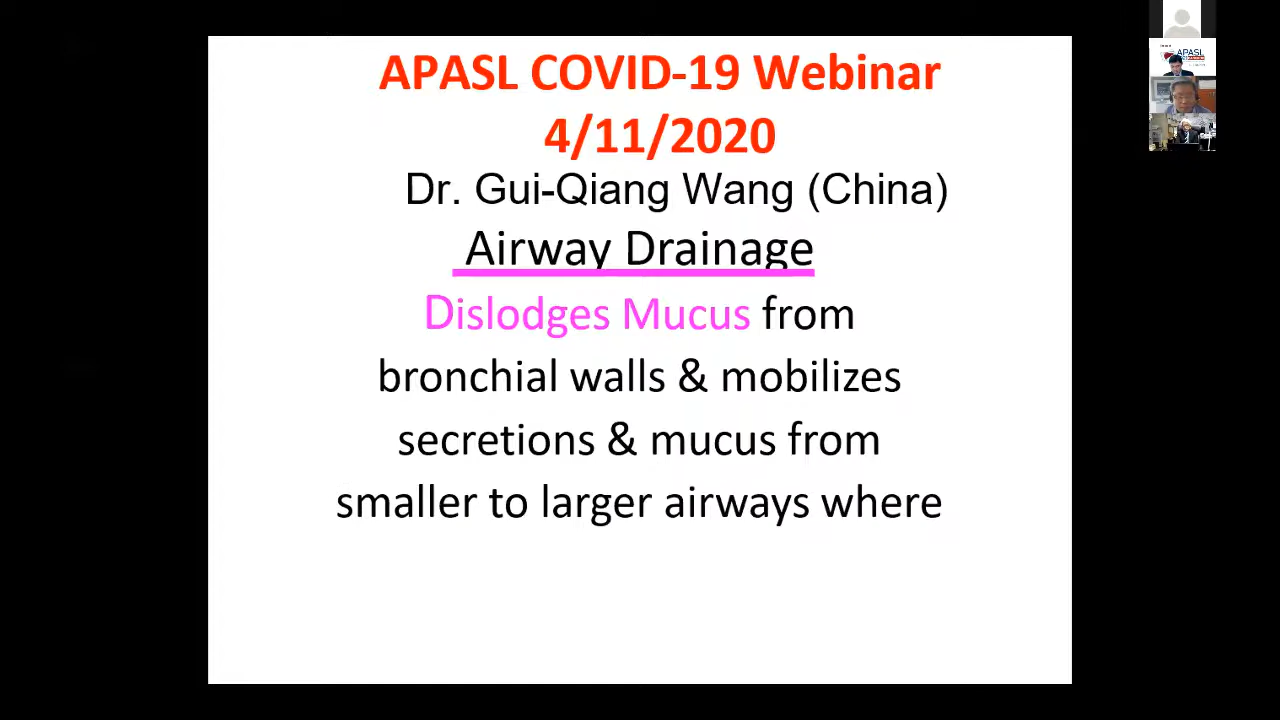 APASL COVID-19 Webinar
4/11/2020
Dr. Gui-Qiang Wang (China)
Airway Drainage
Dislodges Mucus from
bronchial walls & mobilizes
secretions & mucus from
smaller to larger airways where
APASL